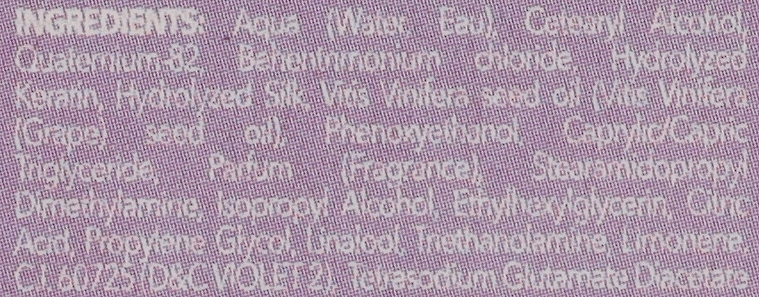 INGREDIENTS: Aqua (Water, Eau), Cetearyl Alcohol,
Quaternium-82, Behentrimonium chloride, Hydrolyzed
Keratin, Hydrolyzed Silk, Vitis Vinifera seed oil (Vitis Vinifera
(Grape) seed oil), Phenoxyethanol, Caprylic/Capric
Triglyceride, Parfum (Fragrance), Stearamidopropyl
Dimethylamine, Isopropyl Alcohol, Ethylhexylglycerin, Citric
Acid, Propylene Glycol, Linalool, Triethanolamine, Limonene,
C.I. 60725 (D&C VIOLET 2), Tetrasodium Glutamate Diacetate